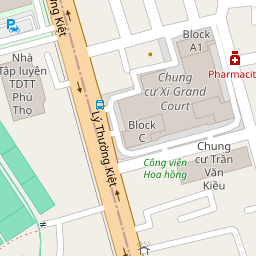 ng Kiệt
Block
A1
Nhà
Tập luyện
TDTT
Phú
Thọ
Chung
cư Xi Grand
Court
Pharmacit
Lý Thường Kiệt
Block
C
Chung
cư Trần
Văn
Kiều
Công viên
Hoa hồng